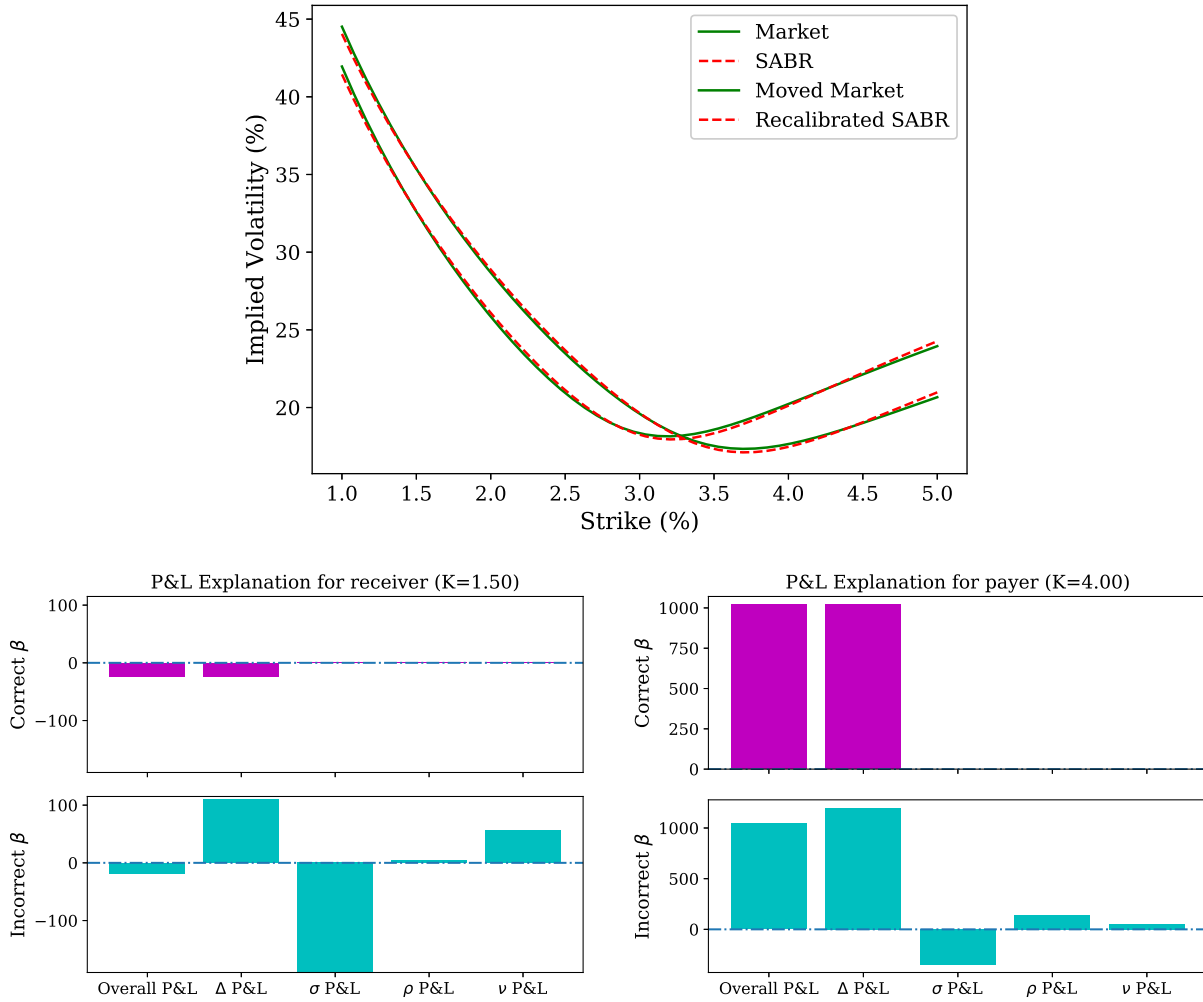 45
40
35
30
25
20
Implied Volatility (%)
Market
SABR
Moved Market
Recalibrated SABR
1.0 1.5 2.0 2.5 3.0 3.5 4.0 4.5 5.0
Strike (%)
P&L Explanation for receiver (K=1.50)
100
0
−100
Correct β
100
0
−100
Incorrect β
Overall P&L Δ P&L σ P&L ρ P&L ν P&L
P&L Explanation for payer (K=4.00)
1000
750
500
250
0
Correct β
1000
500
0
Incorrect β
Overall P&L Δ P&L σ P&L ρ P&L ν P&L